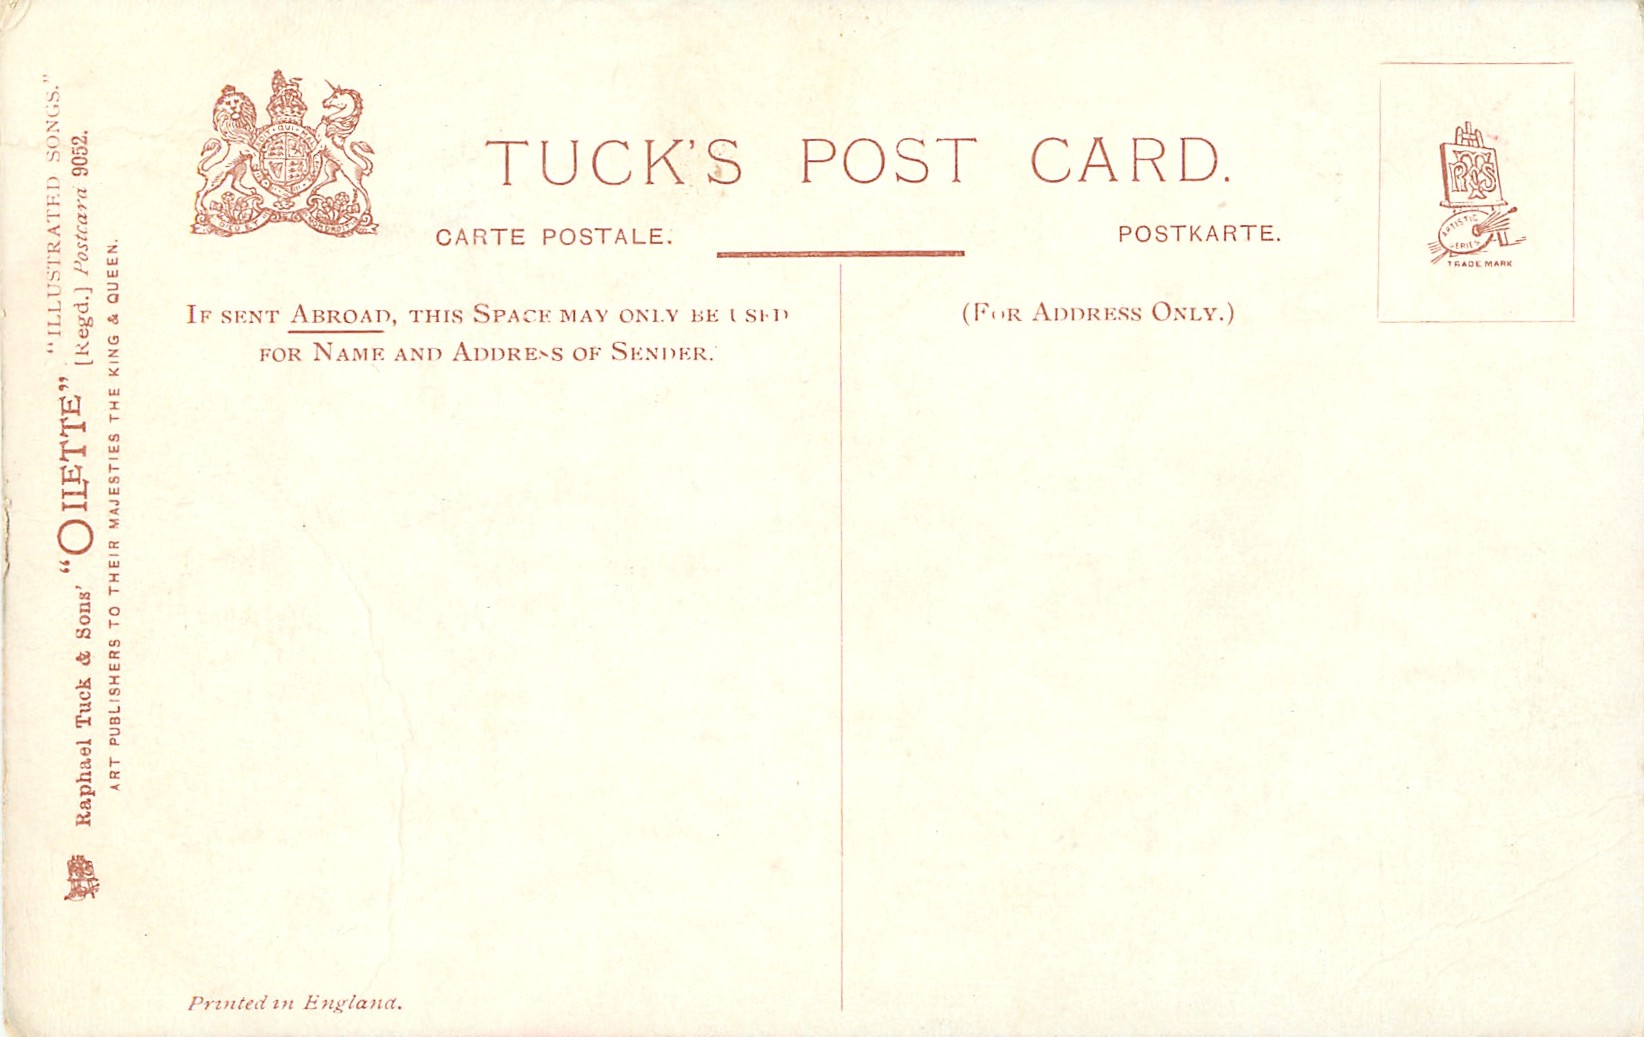 TUCK'S POST CARD.
CARTE POSTALE.
POSTKARTE.
IF SENT ABROAD, THIS SPACE MAY ONLY BE USED
FOR NAME AND ADDRESS OF SENDER.
(FOR ADDRESS ONLY.)
ARTISTIC
SERIES
TRADE MARK
"ILLUSTRATED SONGS."
Raphael Tuck & Sons' "OILETTE" [Regd.] Postcard 9052.
ART PUBLISHERS TO THEIR MAJESTIES THE KING & QUEEN.
Printed in England.